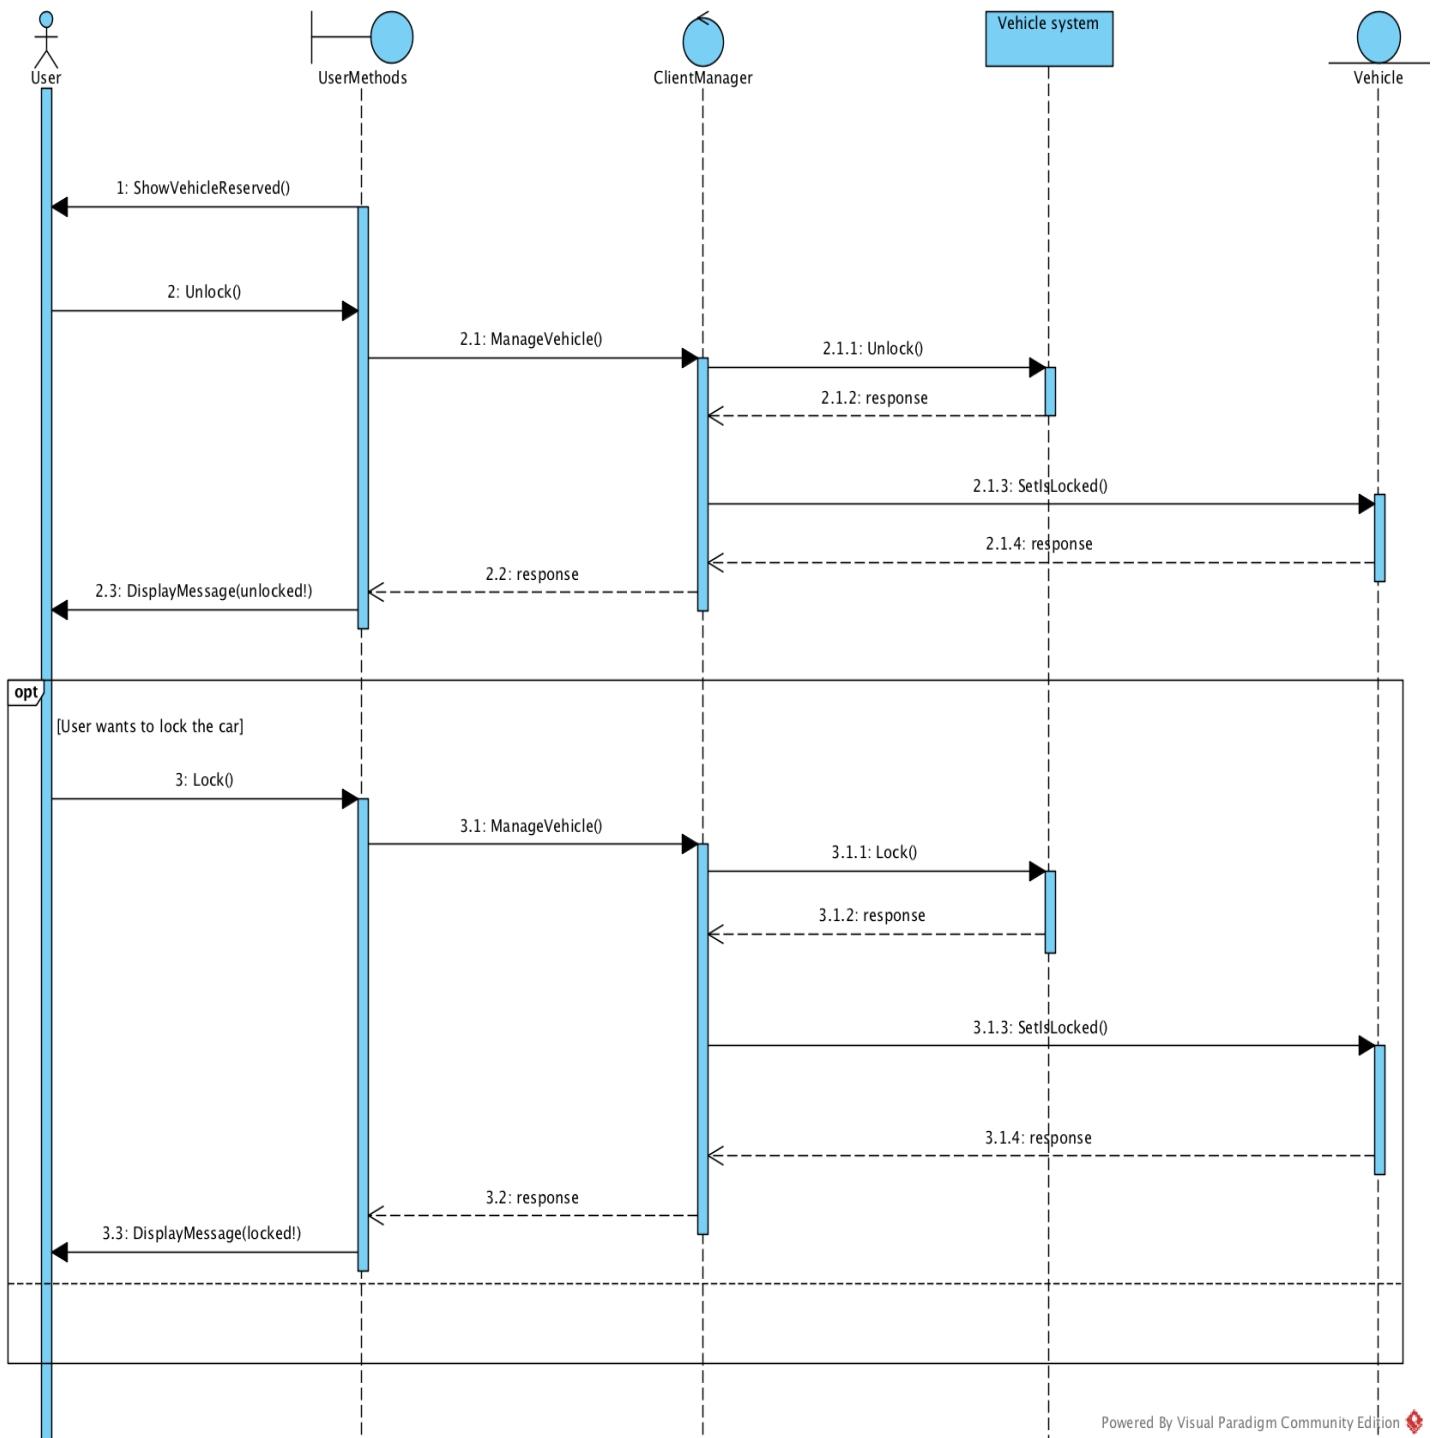 Vehicle system
User
UserMethods
ClientManager
Vehicle
1: ShowVehicleReserved()
2: Unlock()
2.1: ManageVehicle()
2.1.1: Unlock()
2.1.2: response
2.1.3: SetIsLocked()
2.1.4: response
2.2: response
2.3: DisplayMessage(unlocked!)
opt
[User wants to lock the car]
3: Lock()
3.1: ManageVehicle()
3.1.1: Lock()
3.1.2: response
3.1.3: SetIsLocked()
3.1.4: response
3.2: response
3.3: DisplayMessage(locked!)
Powered By Visual Paradigm Community Edition